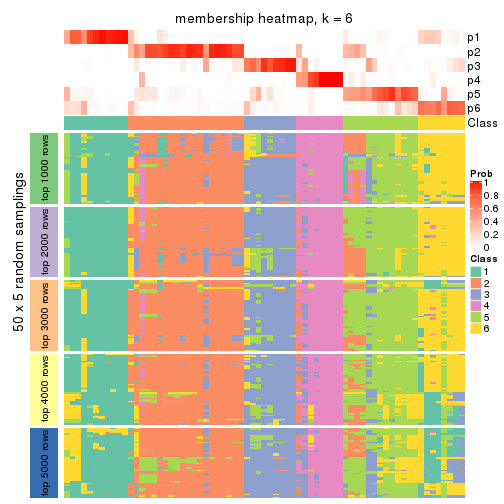 membership heatmap, k = 6
p1
p2
p3
p4
p5
p6
Class
50 x 5 random samplings
top 1000 rows
top 2000 rows
top 3000 rows
top 4000 rows
top 5000 rows
Prob
1
0.8
0.6
0.4
0.2
0
Class
1
2
3
4
5
6